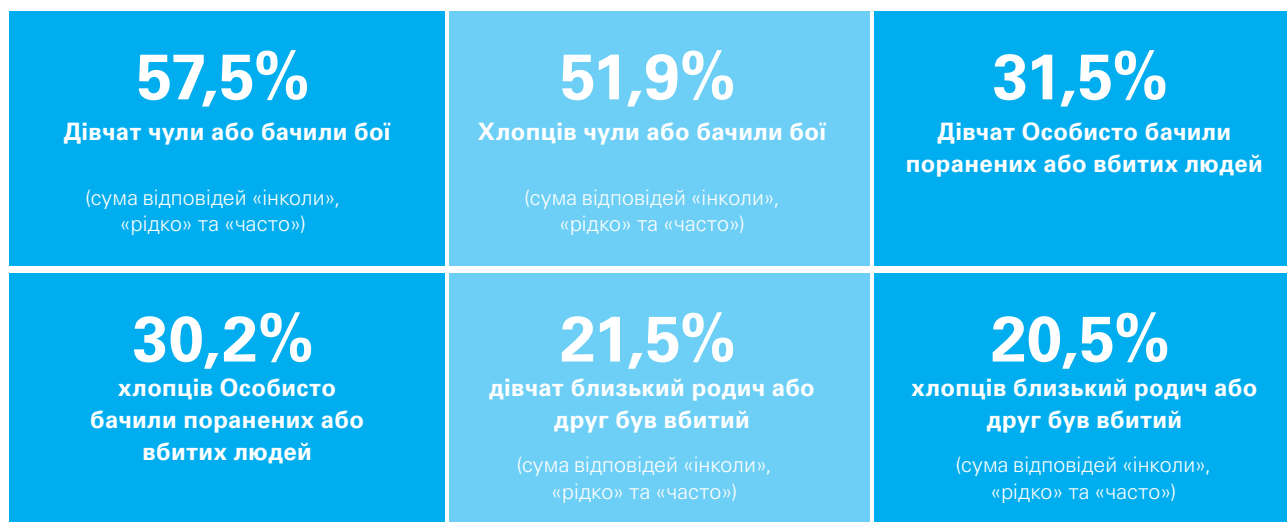 57,5%
Дівчат чули або бачили бої
(сума відповідей «інколи»,
«рідко» та «часто»)
51,9%
Хлопців чули або бачили бої
(сума відповідей «інколи»,
«рідко» та «часто»)
31,5%
Дівчат Особисто бачили
поранених або вбитих людей
30,2%
хлопців Особисто
бачили поранених або
вбитих людей
21,5%
дівчат близький родич або
друг був вбитий
(сума відповідей «інколи»,
«рідко» та «часто»)
20,5%
хлопців близький родич або
друг був вбитий
(сума відповідей «інколи»,
«рідко» та «часто»)